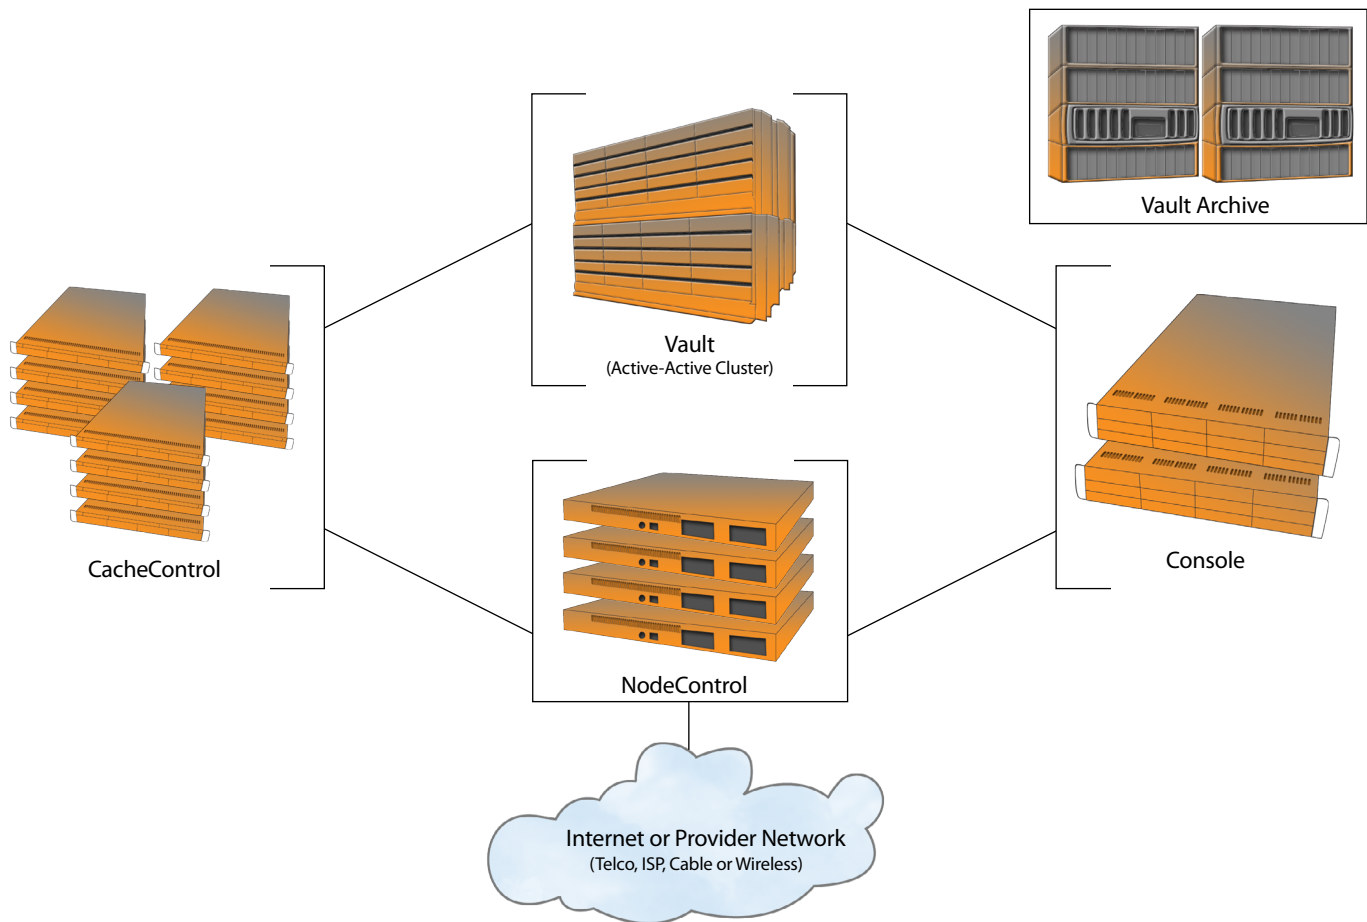 Vault Archive
Vault
(Active-Active Cluster)
CacheControl
Console
NodeControl
Internet or Provider Network
(Telco, ISP, Cable or Wireless)